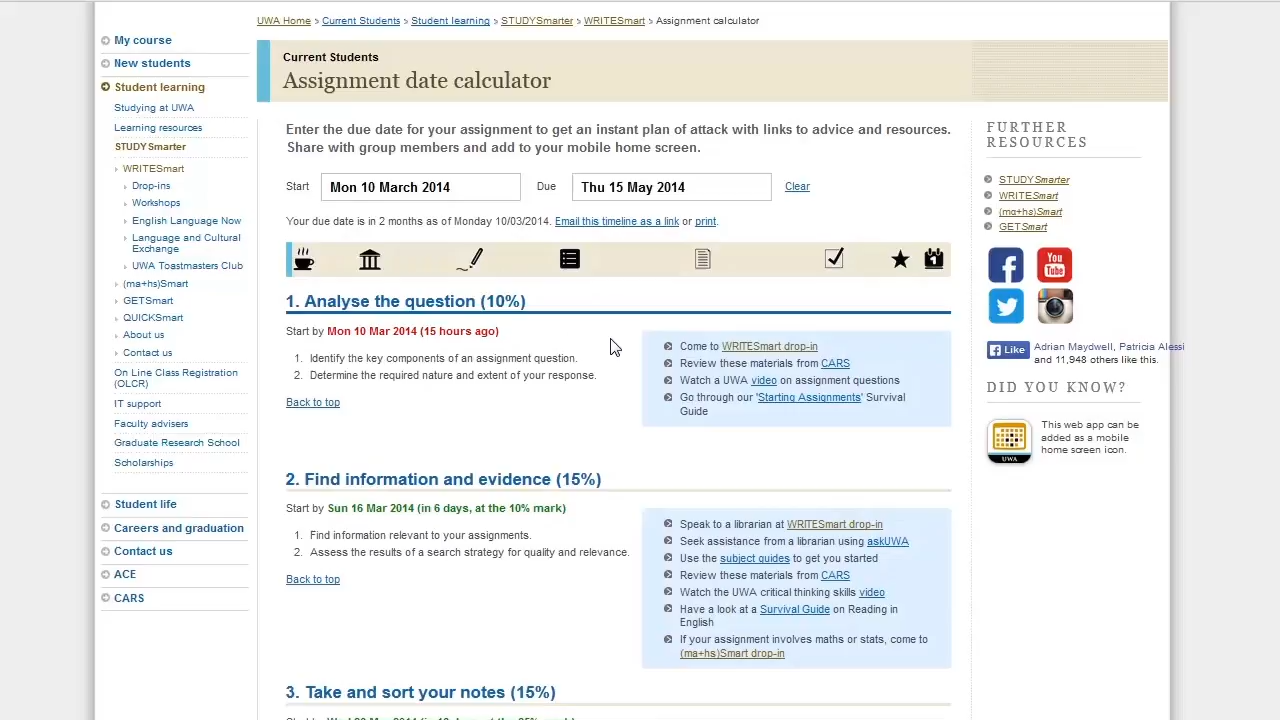 UWA Home > Current Students > Student learning > STUDYSmarter > WRITESmart > Assignment calculator
My course
New students
Student learning
Studying at UWA
Learning resources
STUDYSmarter
WRITESmart
Drop-ins
Workshops
English Language Now
Language and Cultural
Exchange
UWA Toastmasters Club
(ma+hs)Smart
GETSmart
QUICKSmart
About us
Contact us
On Line Class Registration
(OLCR)
IT support
Faculty advisers
Graduate Research School
Scholarships
Student life
Careers and graduation
Contact us
ACE
CARS
Current Students
Assignment date calculator
Enter the due date for your assignment to get an instant plan of attack with links to advice and resources.
Share with group members and add to your mobile home screen.
Start Mon 10 March 2014 Due Thu 15 May 2014 Clear
Your due date is in 2 months as of Monday 10/03/2014. Email this timeline as a link or print.
1
1. Analyse the question (10%)
Start by Mon 10 Mar 2014 (15 hours ago)
1. Identify the key components of an assignment question.
2. Determine the required nature and extent of your response.
Back to top
Come to WRITESmart drop-in
Review these materials from CARS
Watch a UWA video on assignment questions
Go through our 'Starting Assignments' Survival
Guide
2. Find information and evidence (15%)
Start by Sun 16 Mar 2014 (in 6 days, at the 10% mark)
1. Find information relevant to your assignments.
2. Assess the results of a search strategy for quality and relevance.
Back to top
Speak to a librarian at WRITESmart drop-in
Seek assistance from a librarian using askUWA
Use the subject guides to get you started
Review these materials from CARS
Watch the UWA critical thinking skills video
Have a look at a Survival Guide on Reading in
English
If your assignment involves maths or stats, come to
(ma+hs)Smart drop-in
3. Take and sort your notes (15%)
FURTHER
RESOURCES
STUDYSmarter
WRITESmart
(ma+hs)Smart
GETSmart
You
Tube
Like Adrian Maydwell, Patricia Alessi
and 11,948 others like this.
DID YOU KNOW?
UWA
This web app can be
added as a mobile
home screen icon.